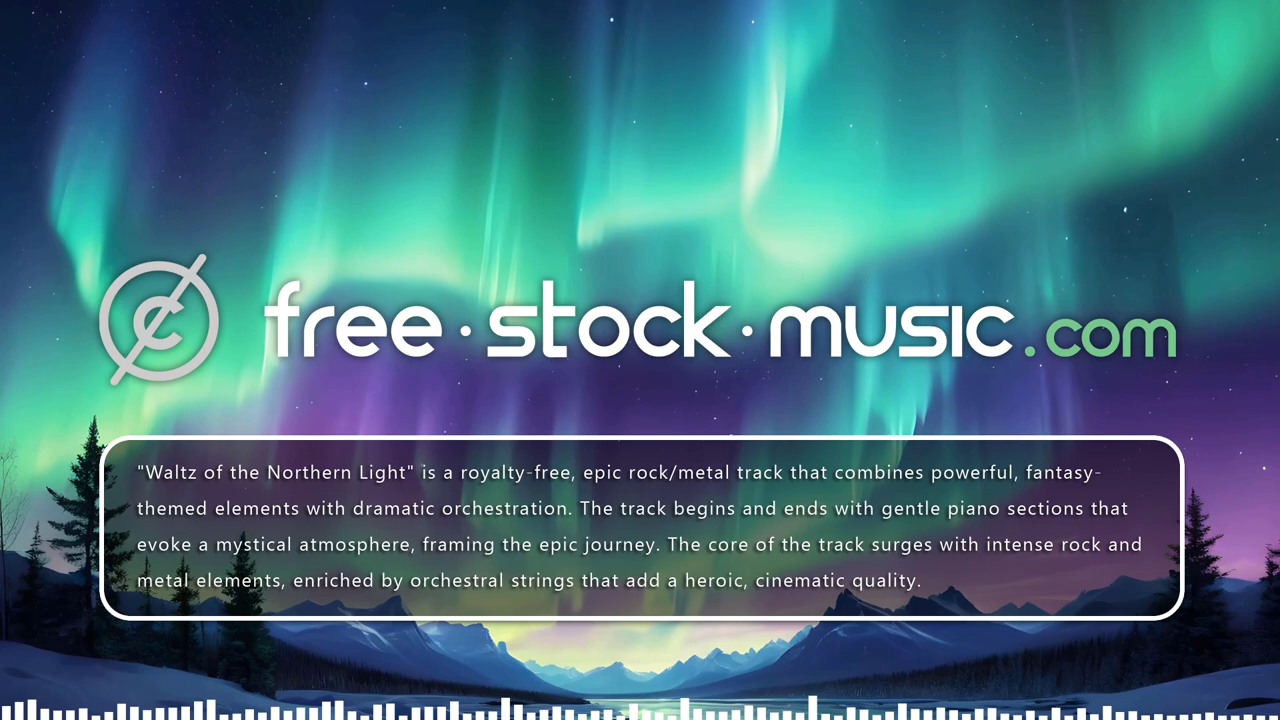 free·stock·music.com
"Waltz of the Northern Light" is a royalty-free, epic rock/metal track that combines powerful, fantasy-
themed elements with dramatic orchestration. The track begins and ends with gentle piano sections that
evoke a mystical atmosphere, framing the epic journey. The core of the track surges with intense rock and
metal elements, enriched by orchestral strings that add a heroic, cinematic quality.